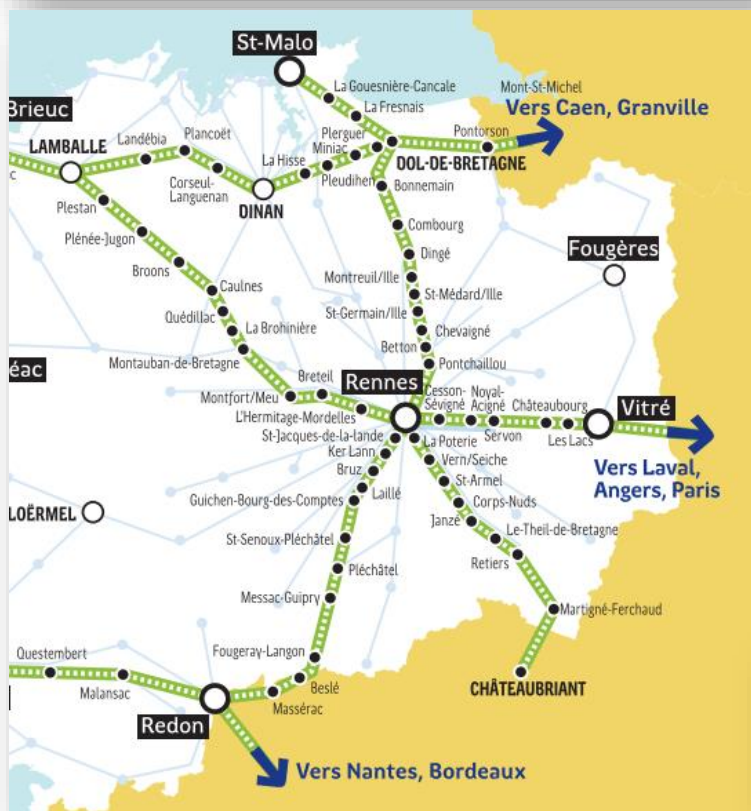 St-Malo
La Gouesnière-Cancale
La Fresnais
Mont-St-Michel
Vers Caen, Granville
Brieuc
LAMBALLE
c
Landébia
Plancoët
Corseul-
Languenan
La Hisse
DINAN
Plerguer
Miniac
Pleudihen
DOL-DE-BRETAGNE
Pontorson
Bonnemain
Combourg
Dingé
Montreuil/Ille
St-Médard/Ille
St-Germain/Ille
Chevaigné
Betton
Pontchaillou
Fougères
Plestan
Plénée-Jugon
Broons
Caulnes
Quédillac
La Brohinière
Montauban-de-Bretagne
éac
Montfort/Meu
Breteil
L'Hermitage-Mordelles
Rennes
Cesson-
Sévigné
Noyal-
Acigné
Servon
Châteaubourg
Les Lacs
Vitré
Vers Laval,
Angers, Paris
St-Jacques-de-la-lande
Ker Lann
Bruz
Laillé
Guichen-Bourg-des-Comptes
St-Senoux-Pléchâtel
Pléchâtel
Messac-Guipry
Fougeray-Langon
Beslé
Massérac
La Poterie
Vern/Seiche
St-Armel
Corps-Nuds
Janzé
Le-Theil-de-Bretagne
Retiers
Martigné-Ferchaud
CHÂTEAUBRIANT
LOËRMEL
Questembert
Malansac
Redon
Vers Nantes, Bordeaux